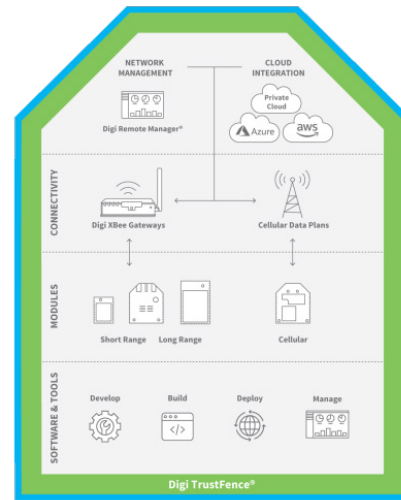 NETWORK
MANAGEMENT
CLOUD
INTEGRATION
Digi Remote Manager®
Private
Cloud
Azure
aws
CONNECTIVITY
Digi XBee Gateways
Cellular Data Plans
MODULES
Short Range
Long Range
Cellular
SOFTWARE & TOOLS
Develop
Build
Deploy
Manage
</>
Digi TrustFence®